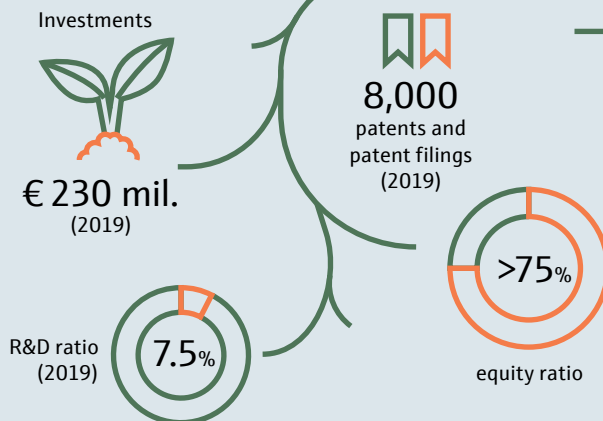 Investments
€ 230 mil.
(2019)
8,000
patents and
patent filings
(2019)
>75%
equity ratio
R&D ratio
(2019)
7.5%